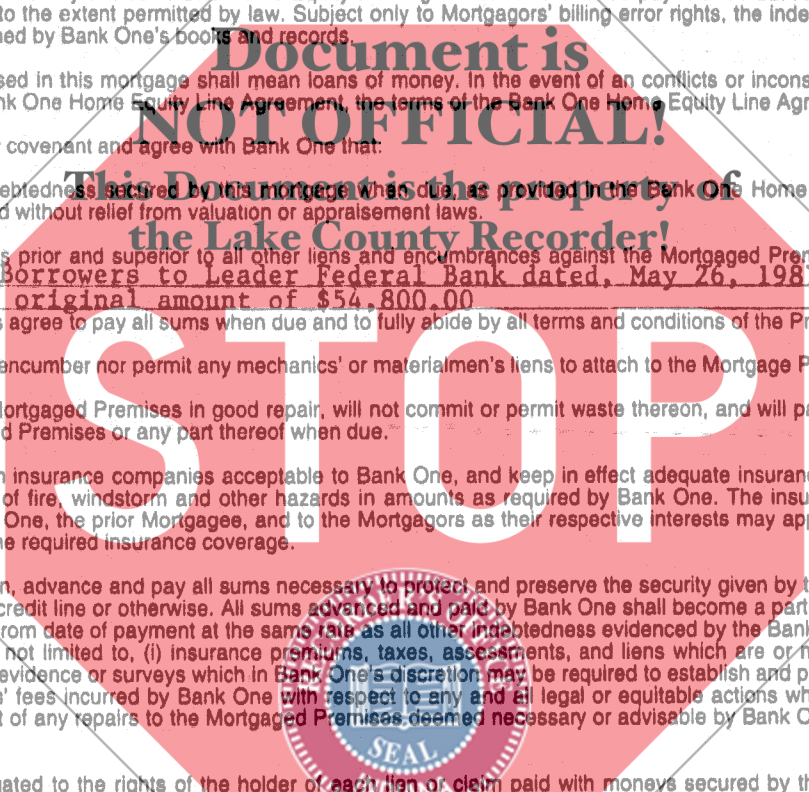 to the extent permitted by law. Subject only to Mortgagors' billing error rights, the inde
ned by Bank One's books and records.
Document is
sed in this mortgage shall mean loans of money. In the event of an conflicts or incons
nk One Home Equity Line Agreement, the terms of the Bank One Home Equity Line Agr
NOT OFFICIAL!
covenant and agree with Bank One that:
This Document is the property of
ebtedness secured by this mortgage when due, as provided in the Bank One Home
d without relief from valuation or appraisement laws.
the Lake County Recorder!
s prior and superior to all other liens and encumbrances against the Mortgaged Prem
Borrowers to Leader Federal Bank dated, May 26, 198
original amount of $54,800.00
s agree to pay all sums when due and to fully abide by all terms and conditions of the Pr
encumber nor permit any mechanics' or materialmen's liens to attach to the Mortgage P
STOP
ortgaged Premises in good repair, will not commit or permit waste thereon, and will pa
d Premises or any part thereof when due.
n insurance companies acceptable to Bank One, and keep in effect adequate insuran
of fire, windstorm and other hazards in amounts as required by Bank One. The insu
One, the prior Mortgagee, and to the Mortgagors as their respective interests may app
e required insurance coverage.
n, advance and pay all sums necessary to protect and preserve the security given by t
credit line or otherwise. All sums advanced and paid by Bank One shall become a part
rom date of payment at the same rate as all other indebtedness evidenced by the Bank
not limited to, (i) insurance premiums, taxes, assessments, and liens which are or m
evidence or surveys which in Bank One's discretion may be required to establish and p
s' fees incurred by Bank One with respect to any and all legal or equitable actions wh
t of any repairs to the Mortgaged Premises deemed necessary or advisable by Bank O
SEAL
gated to the rights of the holder of each lien or claim paid with moneys secured by th